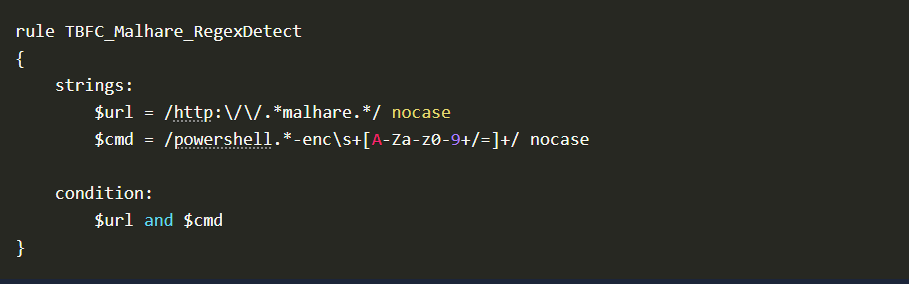 rule TBFC_Malhare_RegexDetect
{
    strings:
        $url = /http:\/\/.*malhare.*/ nocase
        $cmd = /powershell.*-enc\s+[A-Za-z0-9+/=]+/ nocase

    condition:
        $url and $cmd
}